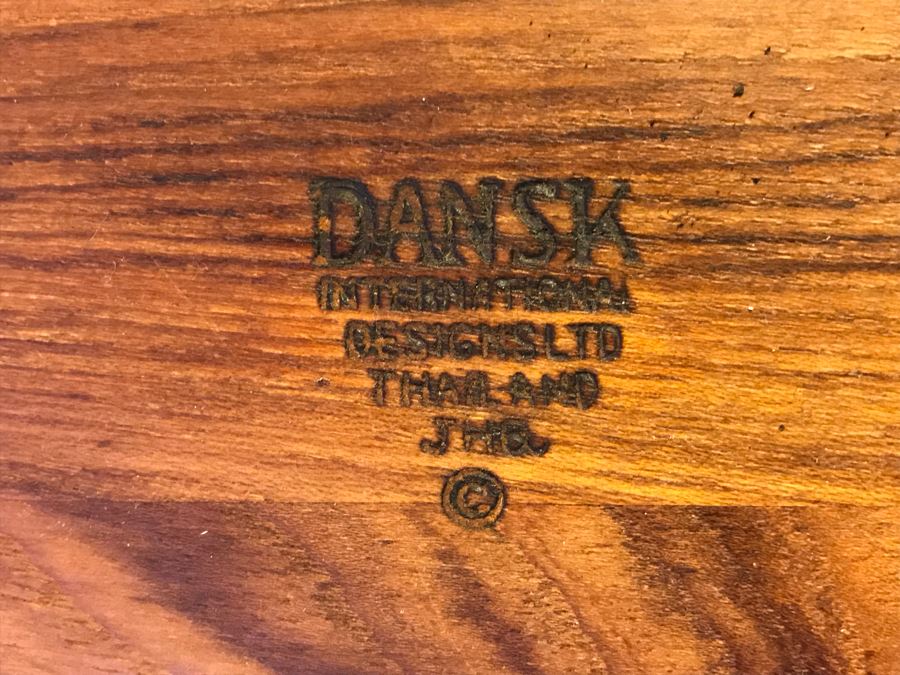 DANSK
INTERNATIONAL
DESIGNS LTD
THAILAND
JHQ
©